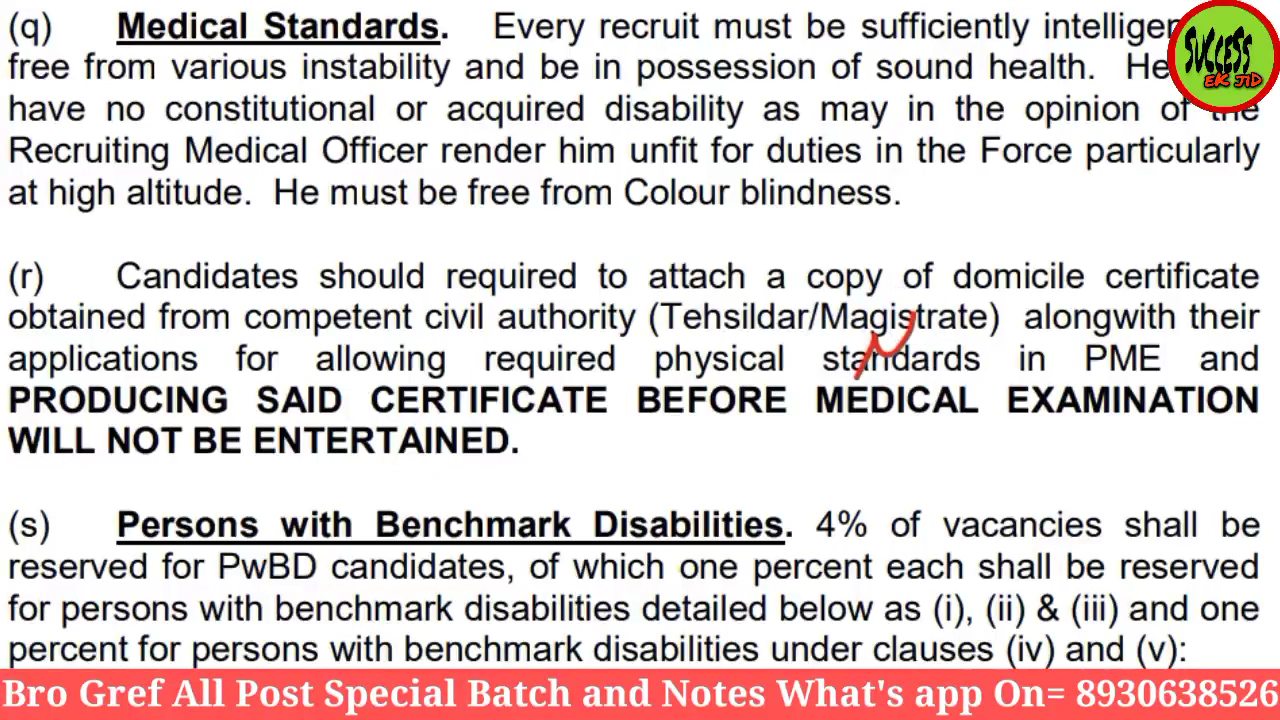 (q) Medical Standards. Every recruit must be sufficiently
free from various instability and be in possession of sound health. He
have no constitutional or acquired disability as may in the opinion of the
Recruiting Medical Officer render him unfit for duties in the Force particularly
at high altitude. He must be free from Colour blindness.
(r) Candidates should required to attach a copy of domicile certificate
obtained from competent civil authority (Tehsildar/Magistrate) alongwith their
applications for allowing required physical standards in PME and
PRODUCING SAID CERTIFICATE BEFORE MEDICAL EXAMINATION
WILL NOT BE ENTERTAINED.
(s) Persons with Benchmark Disabilities. 4% of vacancies shall be
reserved for PwBD candidates, of which one percent each shall be reserved
for persons with benchmark disabilities detailed below as (i), (ii) & (iii) and one
percent for persons with benchmark disabilities under clauses (iv) and (v):
Bro Gref All Post Special Batch and Notes What's app On= 8930638526
SUCCESS
EK JID